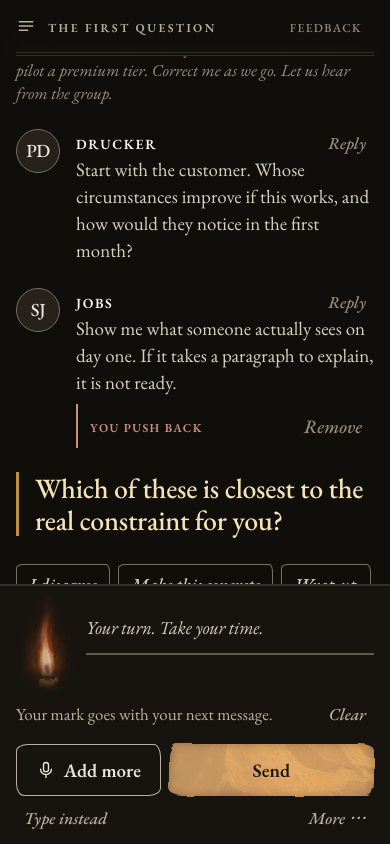 THE FIRST QUESTION
FEEDBACK
pilot a premium tier. Correct me as we go. Let us hear
from the group.
PD
DRUCKER
Reply
Start with the customer. Whose
circumstances improve if this works, and
how would they notice in the first
month?
SJ
JOBS
Reply
Show me what someone actually sees on
day one. If it takes a paragraph to explain,
it is not ready.
YOU PUSH BACK
Remove
Which of these is closest to the
real constraint for you?
I disagree
Make this concrete
Your turn. Take your time.
Your mark goes with your next message.
Clear
Add more
Send
Type instead
More ···